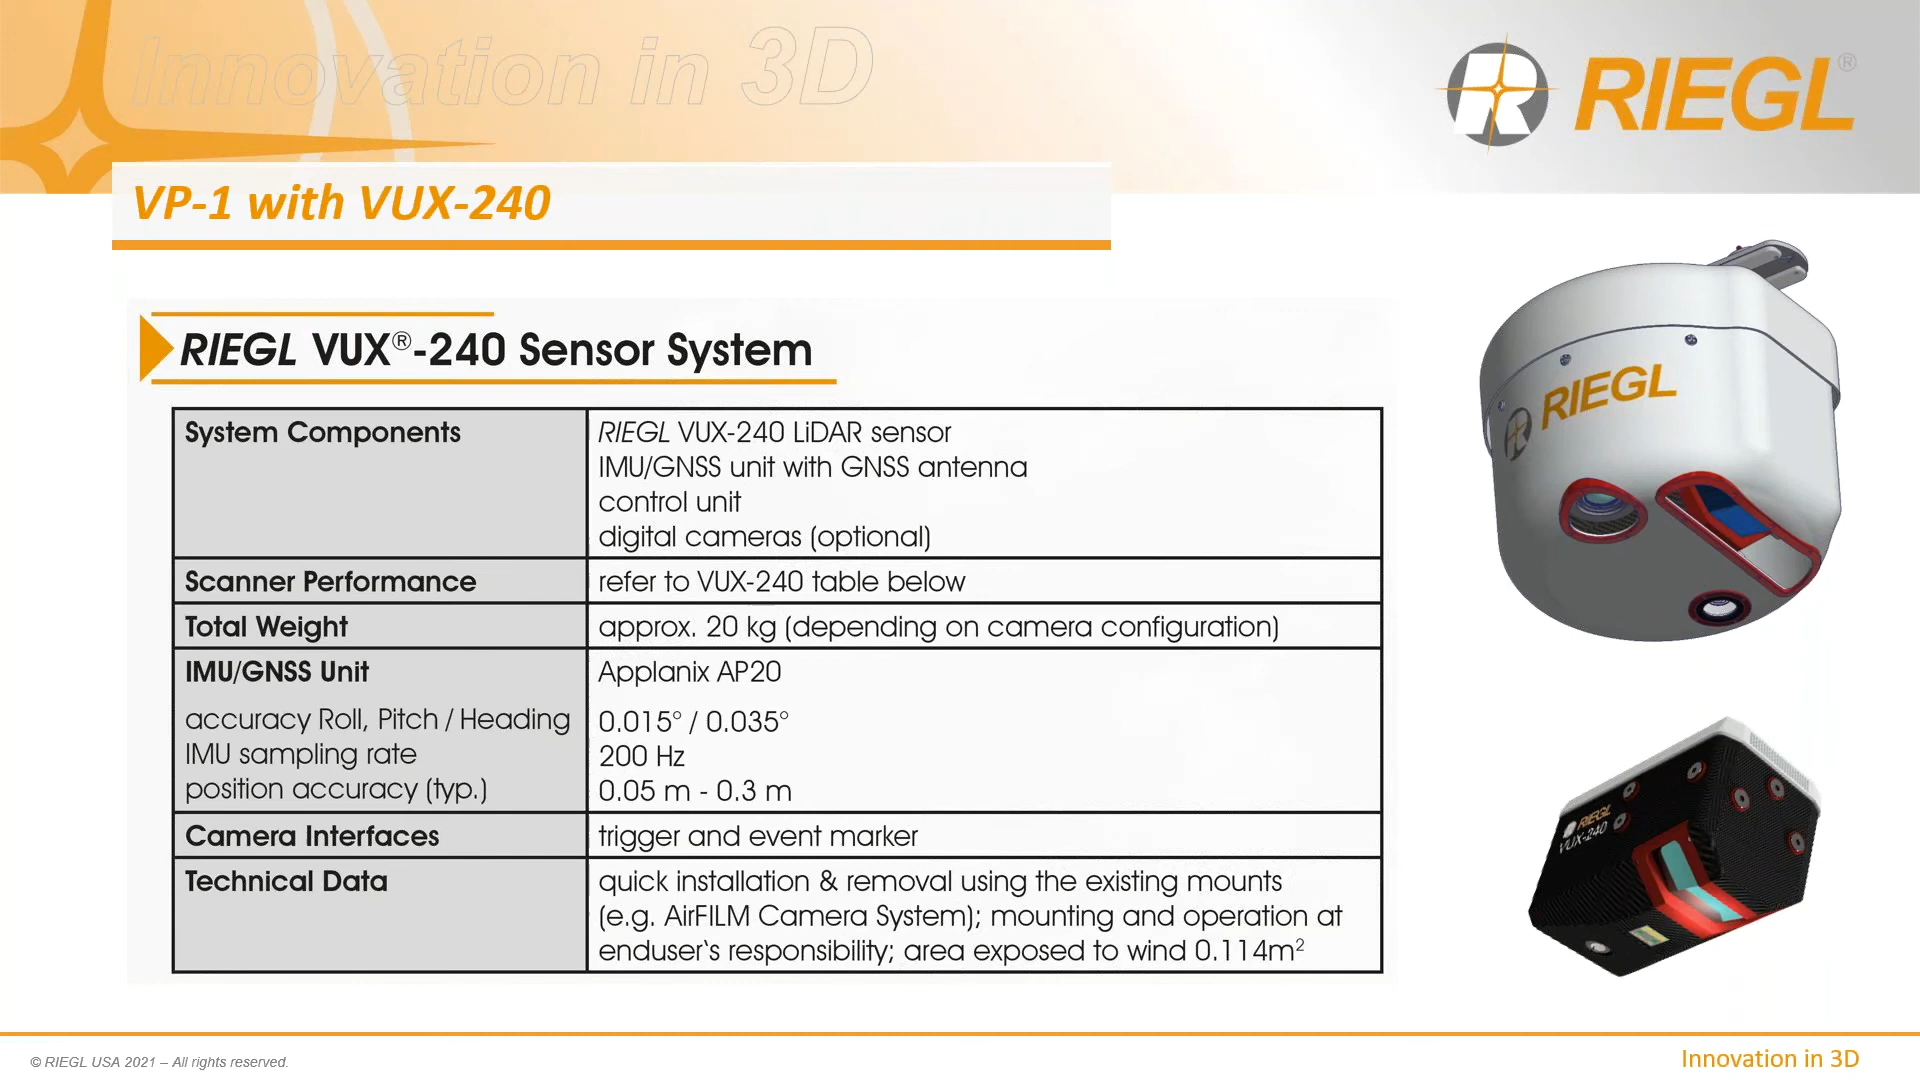 Innovation in 3D
RIEGL®
VP-1 with VUX-240
RIEGL VUX®-240 Sensor System
System Components
RIEGL VUX-240 LiDAR sensor
IMU/GNSS unit with GNSS antenna
control unit
digital cameras (optional)
Scanner Performance
refer to VUX-240 table below
Total Weight
approx. 20 kg (depending on camera configuration)
IMU/GNSS Unit
Applanix AP20
accuracy Roll, Pitch / Heading
0.015° / 0.035°
IMU sampling rate
200 Hz
position accuracy (typ.)
0.05 m - 0.3 m
Camera Interfaces
trigger and event marker
Technical Data
quick installation & removal using the existing mounts
(e.g. AirFILM Camera System); mounting and operation at
enduser‘s responsibility; area exposed to wind 0.114m²
RIEGL
RIEGL
VUX-240
© RIEGL USA 2021 – All rights reserved.
Innovation in 3D